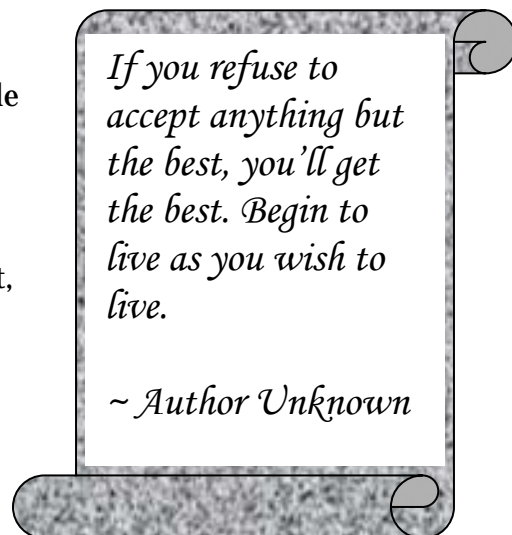 le
t,
If you refuse to
accept anything but
the best, you'll get
the best. Begin to
live as you wish to
live.
~ Author Unknown